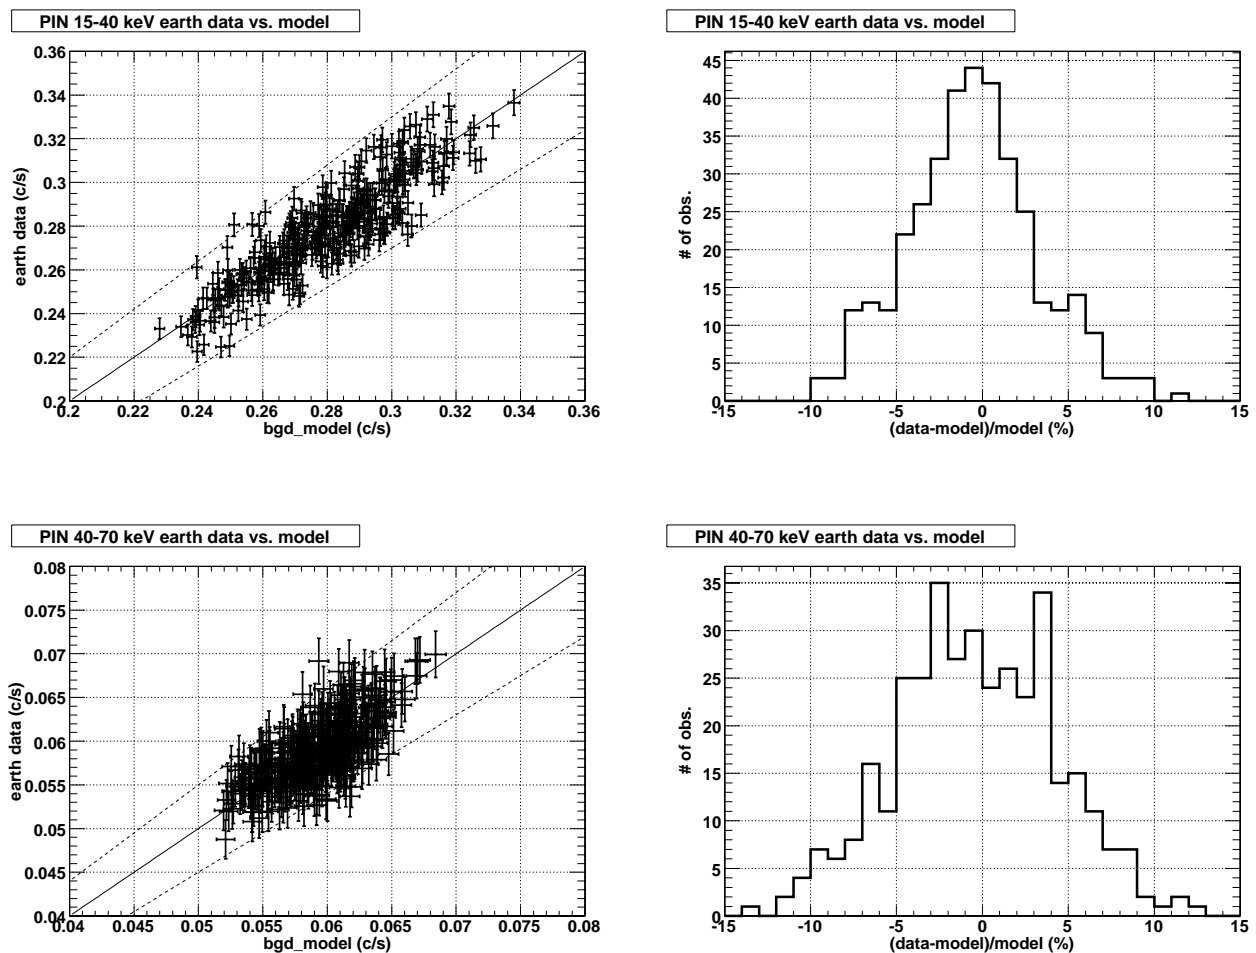 PIN 15-40 keV earth data vs. model
earth data (c/s)
0.36
0.34
0.32
0.3
0.28
0.26
0.24
0.22
0.2
0.2 0.22 0.24 0.26 0.28 0.3 0.32 0.34 0.36
bgd_model (c/s)
PIN 15-40 keV earth data vs. model
# of obs.
45
40
35
30
25
20
15
10
5
0
-15 -10 -5 0 5 10 15
(data-model)/model (%)
PIN 40-70 keV earth data vs. model
earth data (c/s)
0.08
0.075
0.07
0.065
0.06
0.055
0.05
0.045
0.04
0.04 0.045 0.05 0.055 0.06 0.065 0.07 0.075 0.08
bgd_model (c/s)
PIN 40-70 keV earth data vs. model
# of obs.
35
30
25
20
15
10
5
0
-15 -10 -5 0 5 10 15
(data-model)/model (%)